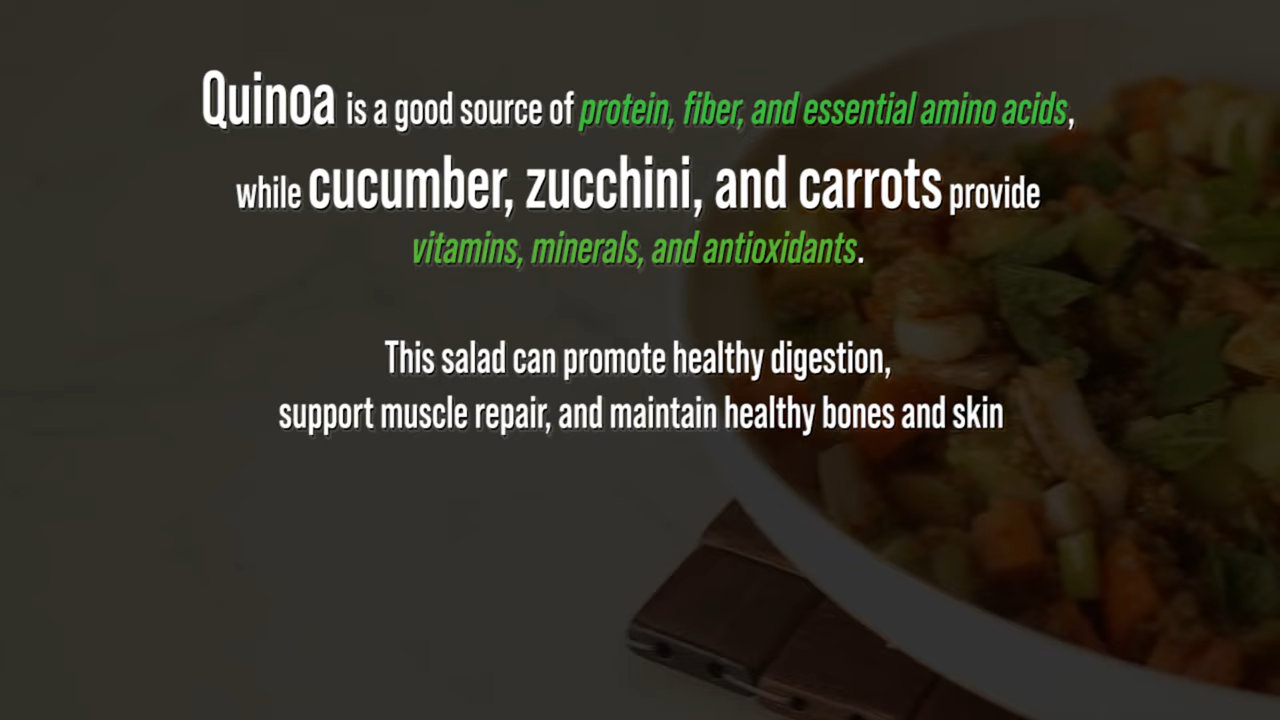 Quinoa is a good source of protein, fiber, and essential amino acids,
while cucumber, zucchini, and carrots provide
vitamins, minerals, and antioxidants.
This salad can promote healthy digestion,
support muscle repair, and maintain healthy bones and skin